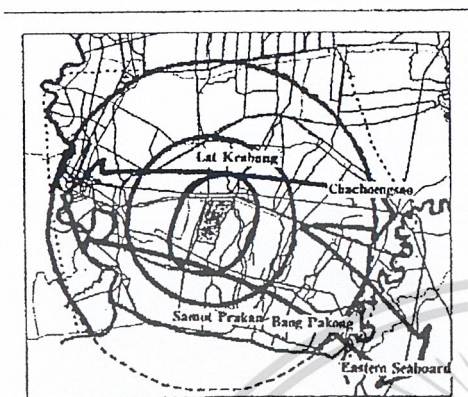 Lat Krabang
Chachoengsao
Samut Prakan
Bang Pakong
Eastern Seaboard